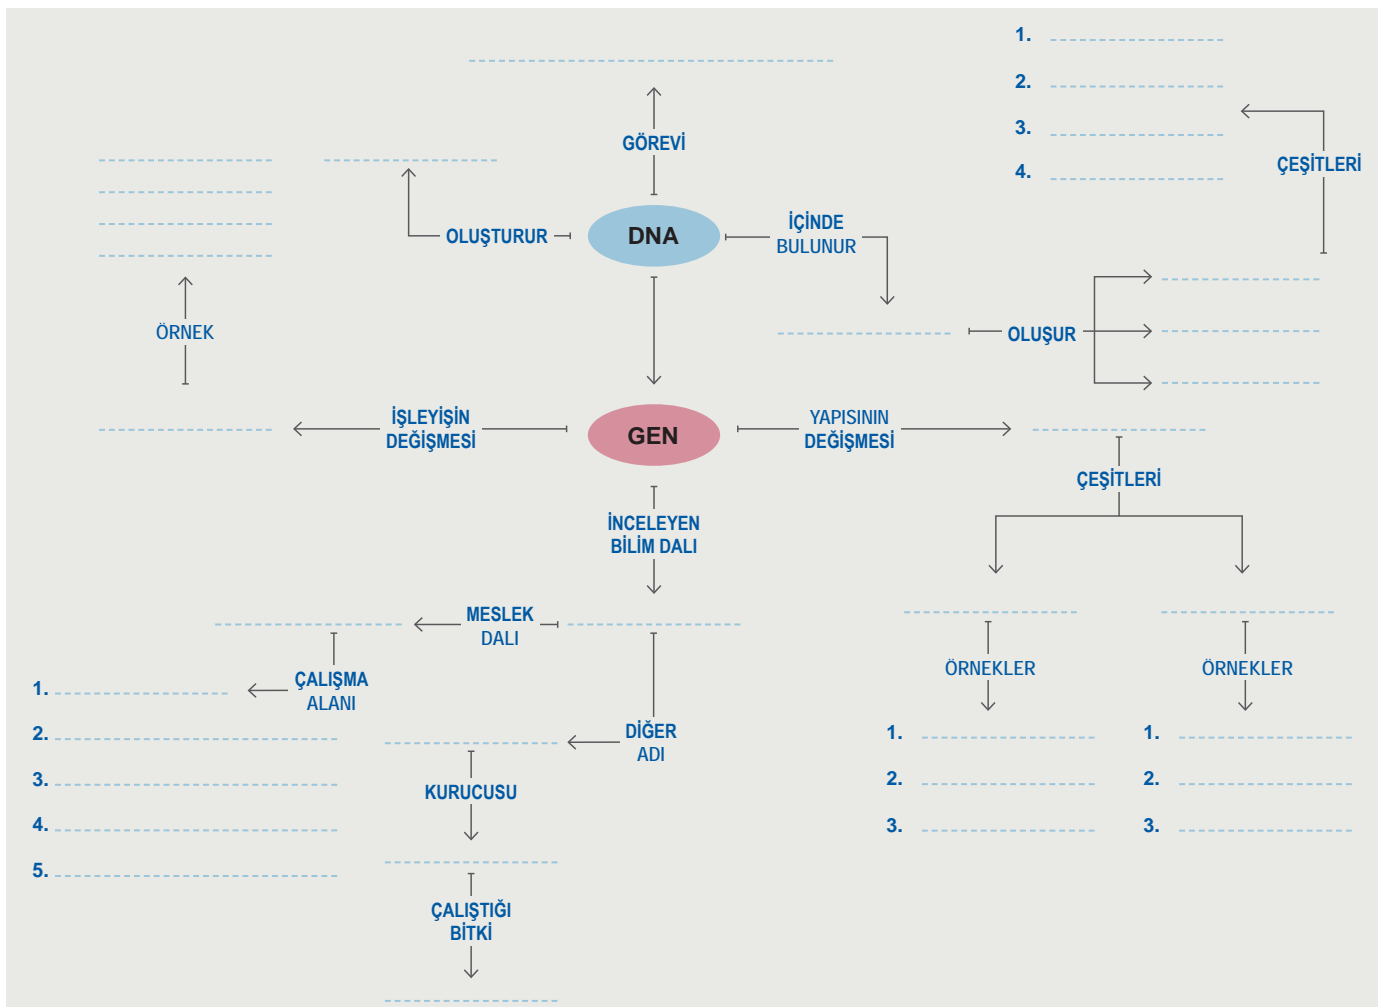 1.
2.
3.
4.
ÇEŞİTLERİ
GÖREVİ
OLUŞTURUR
DNA
İÇİNDE
BULUNUR
ÖRNEK
OLUŞUR
İŞLEYİŞİN
DEĞİŞMESİ
GEN
YAPISININ
DEĞİŞMESİ
ÇEŞİTLERİ
İNCELEYEN
BİLİM DALI
MESLEK
DALI
ÇALIŞMA
ALANI
1.
2.
3.
4.
5.
DİĞER
ADI
KURUCUSU
ÇALIŞTIĞI
BİTKİ
ÖRNEKLER
1.
2.
3.
ÖRNEKLER
1.
2.
3.